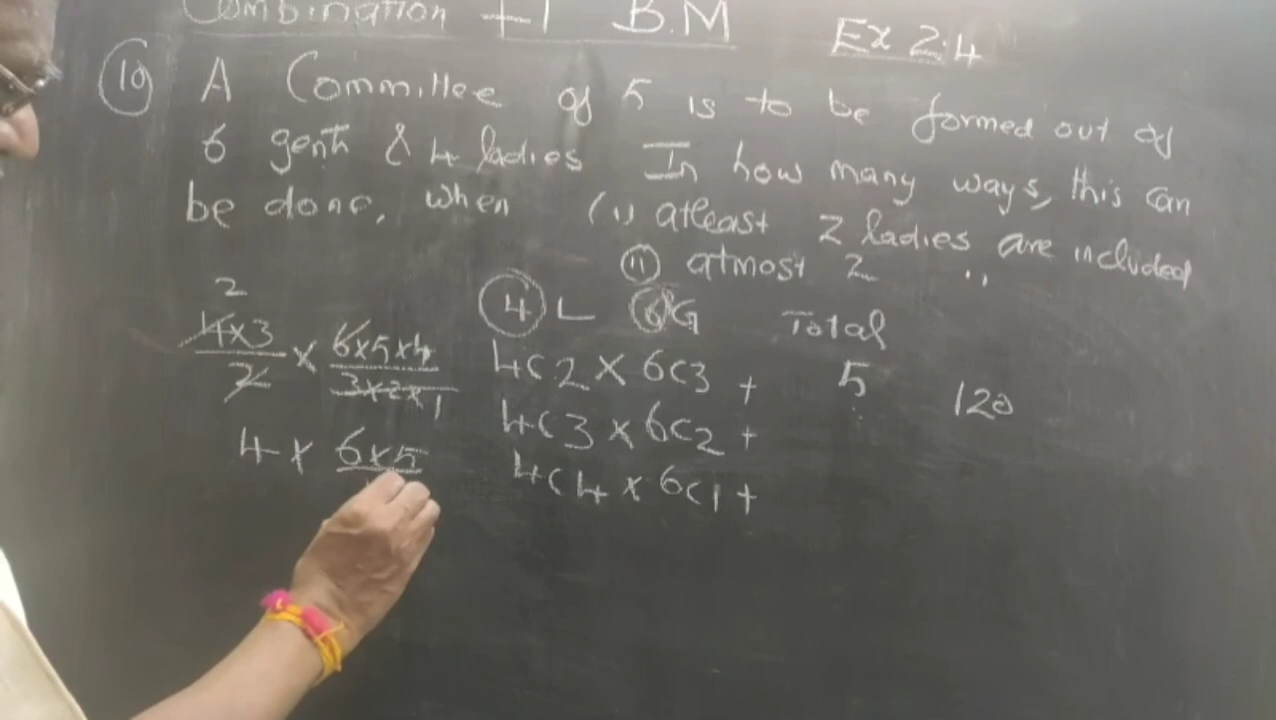 Combination +1 B.M Ex 2.4
(10) A Committee of 5 is to be formed out of
6 gents & 4 ladies In how many ways, this can
be done, when (i) atleast 2 ladies are included
(ii) atmost 2 ,,
4 L 6 G Total
2
4x3/2 x 6x5x4/3x2x1 4C2 x 6C3 + 5 120
4C3 x 6C2 +
4 x 6x5
4C4 x 6C1 +